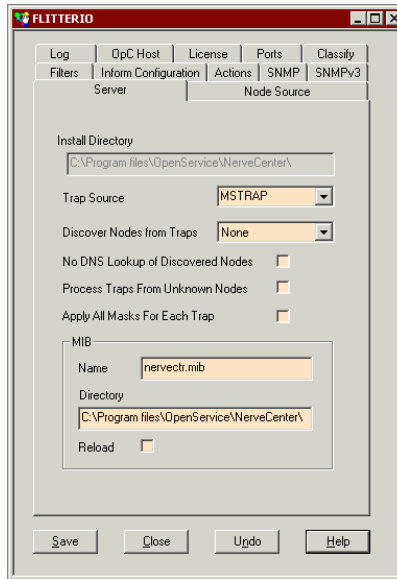 FLITTERIO
Log OpC Host License Ports Classify
Filters Inform Configuration Actions SNMP SNMPv3
Server Node Source
Install Directory
C:\Program files\OpenService\NerveCenter\
Trap Source MSTRAP
Discover Nodes from Traps None
No DNS Lookup of Discovered Nodes
Process Traps From Unknown Nodes
Apply All Masks For Each Trap
MIB
Name nervectr.mib
Directory
C:\Program files\OpenService\NerveCenter\
Reload
Save Close Undo Help